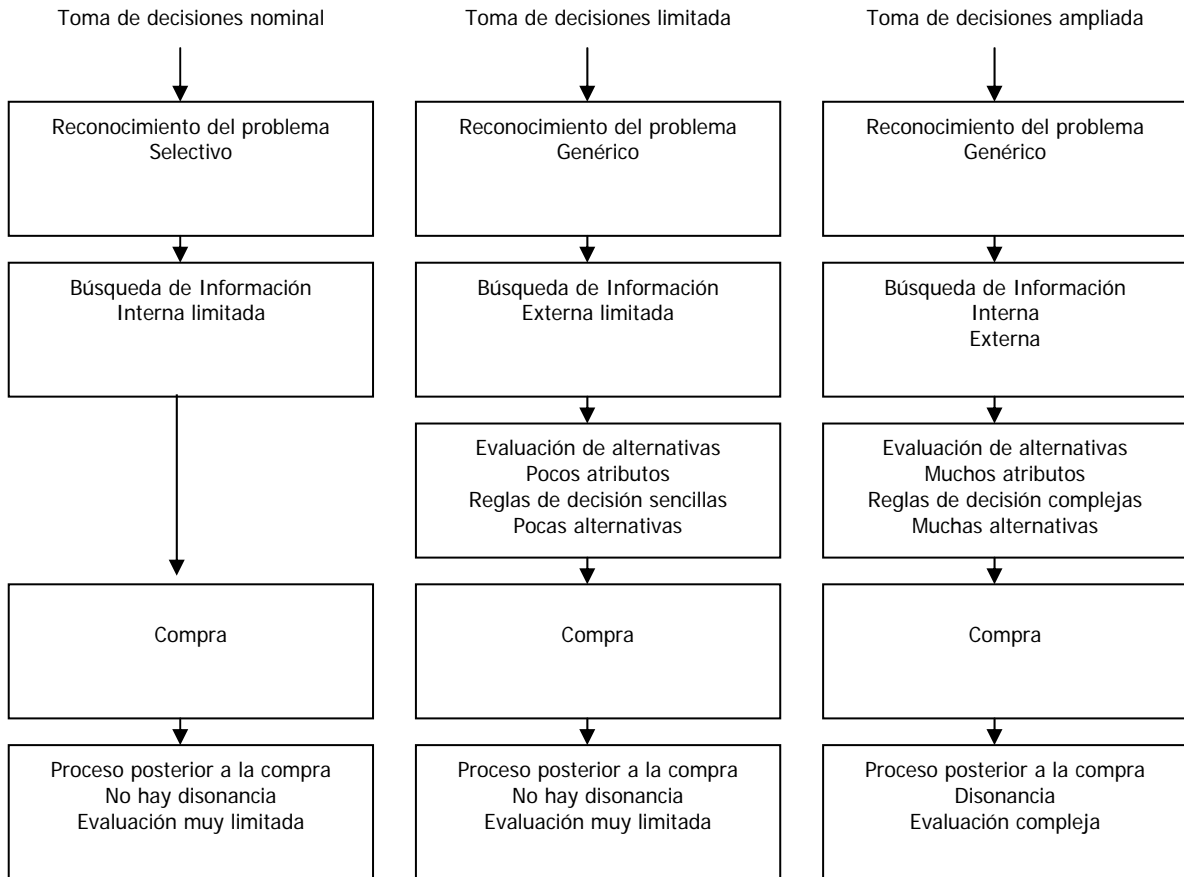 Toma de decisiones nominal
Toma de decisiones limitada
Toma de decisiones ampliada
Reconocimiento del problema
Selectivo
Reconocimiento del problema
Genérico
Reconocimiento del problema
Genérico
Búsqueda de Información
Interna limitada
Búsqueda de Información
Externa limitada
Búsqueda de Información
Interna
Externa
Evaluación de alternativas
Pocos atributos
Reglas de decisión sencillas
Pocas alternativas
Evaluación de alternativas
Muchos atributos
Reglas de decisión complejas
Muchas alternativas
Compra
Compra
Compra
Proceso posterior a la compra
No hay disonancia
Evaluación muy limitada
Proceso posterior a la compra
No hay disonancia
Evaluación muy limitada
Proceso posterior a la compra
Disonancia
Evaluación compleja